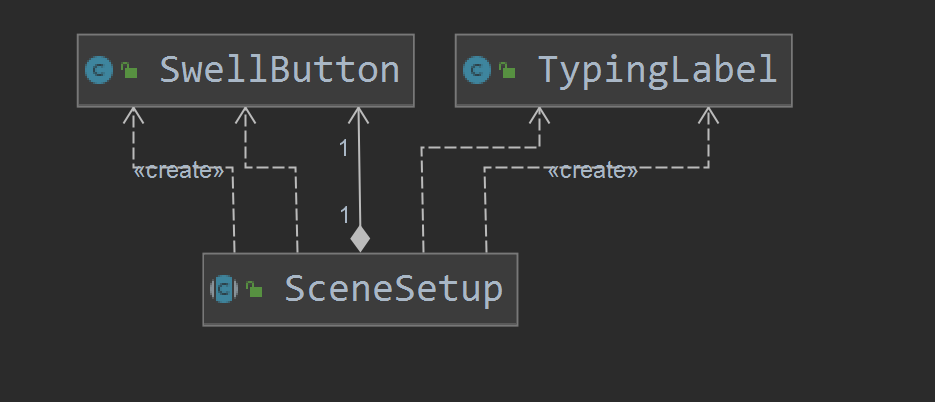 SwellButton
TypingLabel
1
«create»
«create»
1
SceneSetup